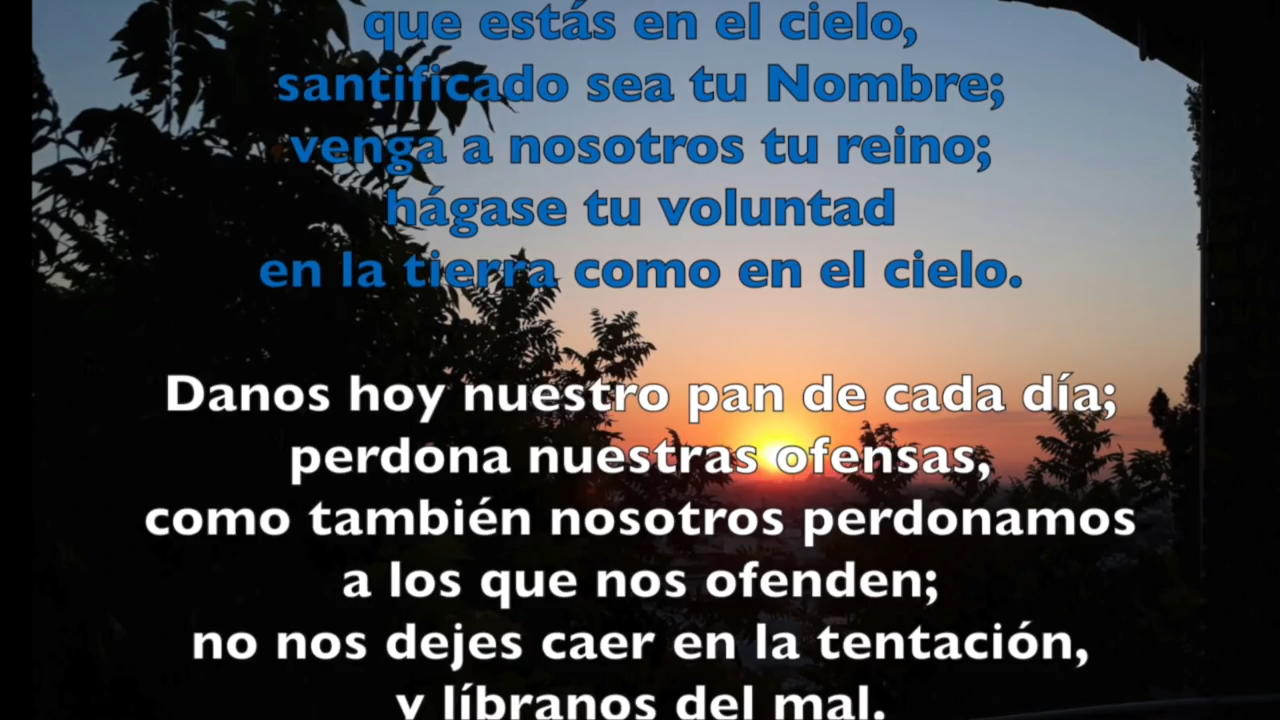 que estás en el cielo,
santificado sea tu Nombre;
venga a nosotros tu reino;
hágase tu voluntad
en la tierra como en el cielo.
Danos hoy nuestro pan de cada día;
perdona nuestras ofensas,
como también nosotros perdonamos
a los que nos ofenden;
no nos dejes caer en la tentación,
y líbranos del mal.